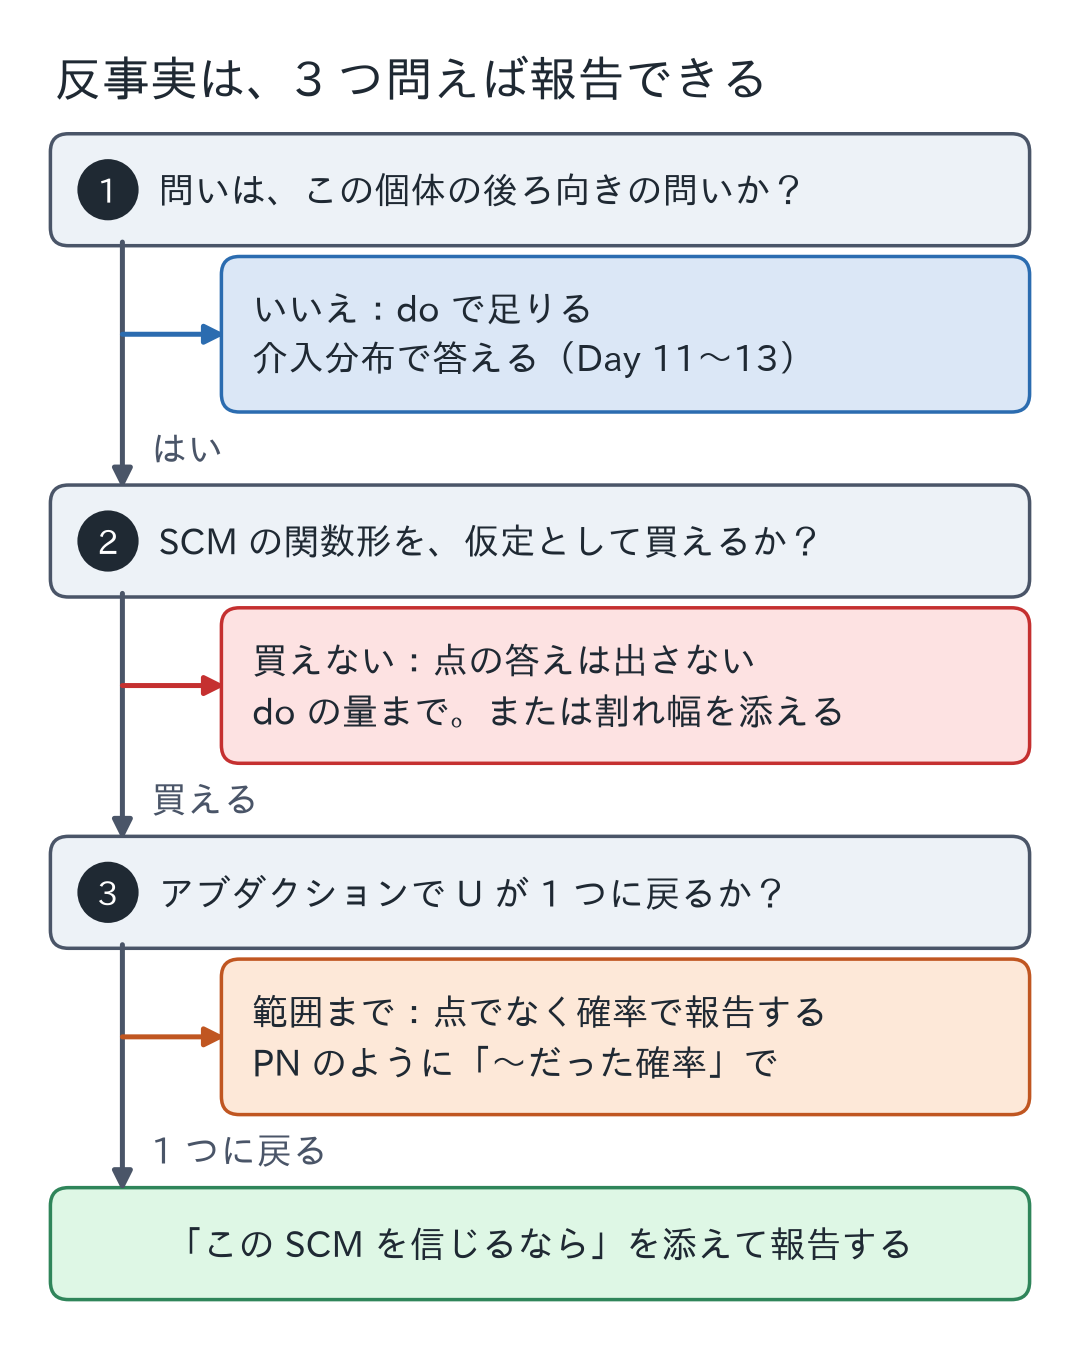 反事実は、3 つ問えば報告できる
1 問いは、この個体の後ろ向きの問いか？
いいえ：do で足りる
介入分布で答える（Day 11〜13）
はい
2 SCM の関数形を、仮定として買えるか？
買えない：点の答えは出さない
do の量まで。または割れ幅を添える
買える
3 アブダクションで U が 1 つに戻るか？
範囲まで：点でなく確率で報告する
PN のように「〜だった確率」で
1 つに戻る
「この SCM を信じるなら」を添えて報告する